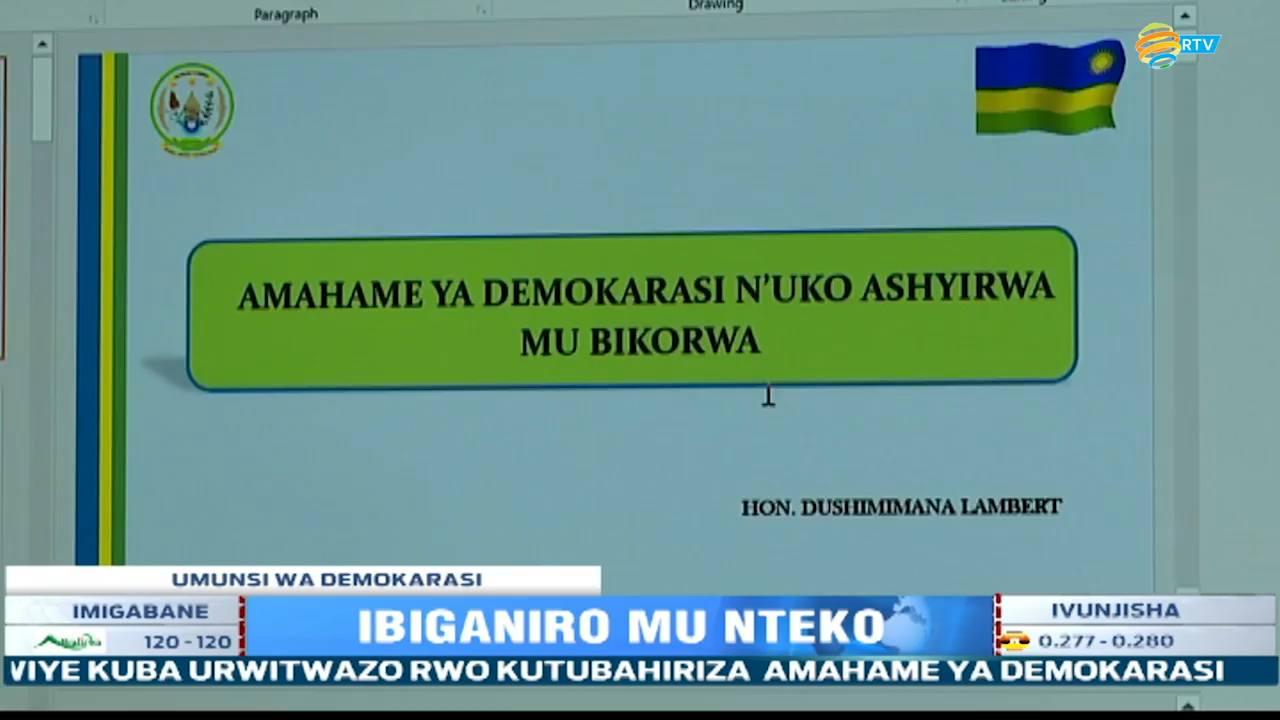 Paragraph
Drawing
RTV
AMAHAME YA DEMOKARASI N'UKO ASHYIRWA
MU BIKORWA
HON. DUSHIMIMANA LAMBERT
UMUNSI WA DEMOKARASI
IMIGABANE
120 - 120
IBIGANIRO MU NTEKO
IVUNJISHA
0.277 - 0.280
VIYE KUBA URWITWAZO RWO KUTUBAHIRIZA AMAHAME YA DEMOKARASI